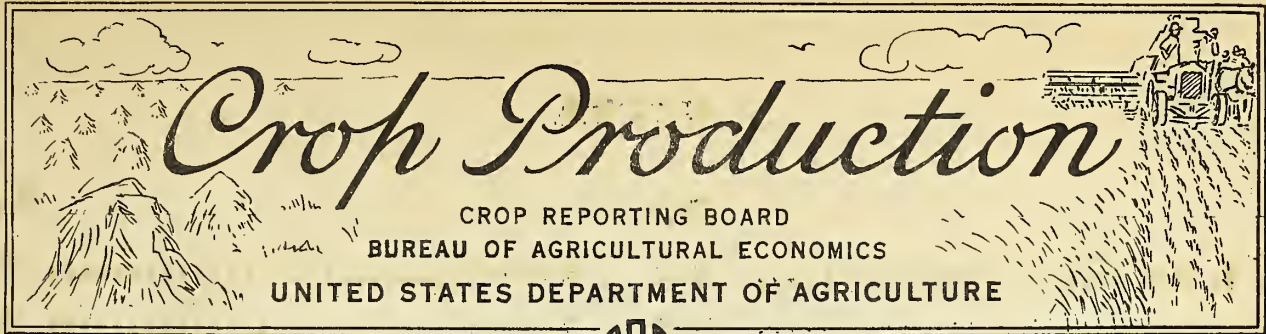 Crop Production
CROP REPORTING BOARD
BUREAU OF AGRICULTURAL ECONOMICS
UNITED STATES DEPARTMENT OF AGRICULTURE